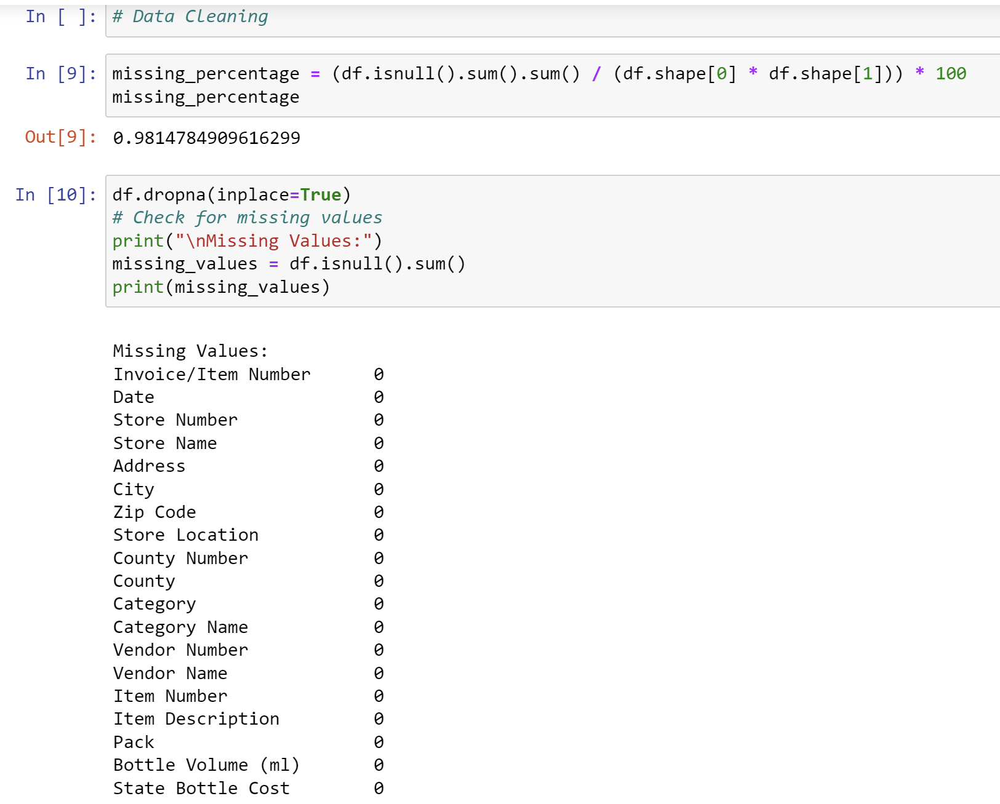 In [ ]: # Data Cleaning
In [9]: missing_percentage = (df.isnull().sum().sum() / (df.shape[0] * df.shape[1])) * 100
missing_percentage
Out[9]: 0.9814784909616299
In [10]: df.dropna(inplace=True)
# Check for missing values
print("\nMissing Values:")
missing_values = df.isnull().sum()
print(missing_values)
Missing Values:
Invoice/Item Number 0
Date 0
Store Number 0
Store Name 0
Address 0
City 0
Zip Code 0
Store Location 0
County Number 0
County 0
Category 0
Category Name 0
Vendor Number 0
Vendor Name 0
Item Number 0
Item Description 0
Pack 0
Bottle Volume (ml) 0
State Bottle Cost 0